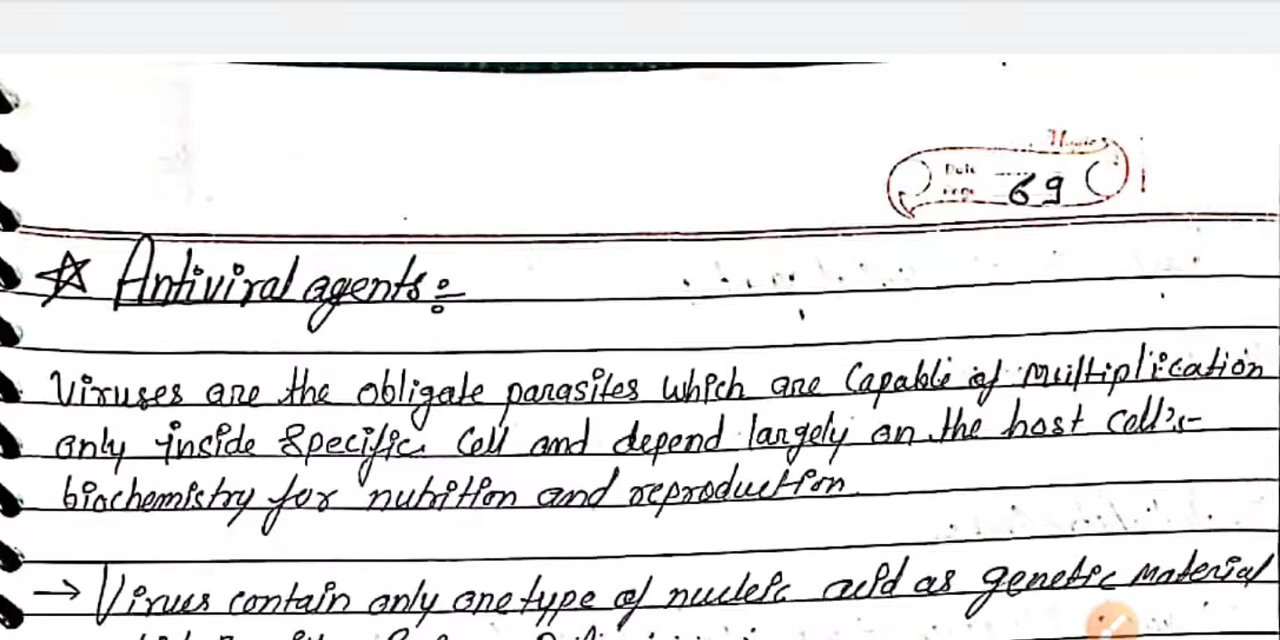 69
☆ Antiviral agents:-
Viruses are the obligate parasites which are capable of multiplication
only inside specific cell and depend largely on the host cell's-
biochemistry for nutrition and reproduction.
→ Virus contain only one type of nucleic acid as genetic material